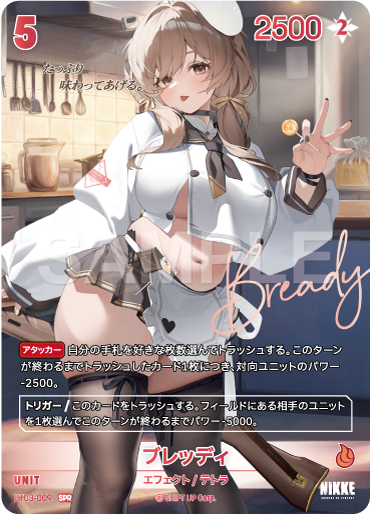 5
2500
2
たっぷり
味わってあげる。
SAMPLE
Bready
アタッカー 自分の手札を好きな枚数選んでトラッシュする。このターン
が終わるまでトラッシュしたカード1枚につき、対向ユニットのパワー
-2500。
トリガー / このカードをトラッシュする。フィールドにある相手のユニット
を1枚選んでこのターンが終わるまでパワー-5000。
ブレッディ
UNIT
エフェクト / テトラ
SPR
© SHIFT UP Corp.
NIKKE